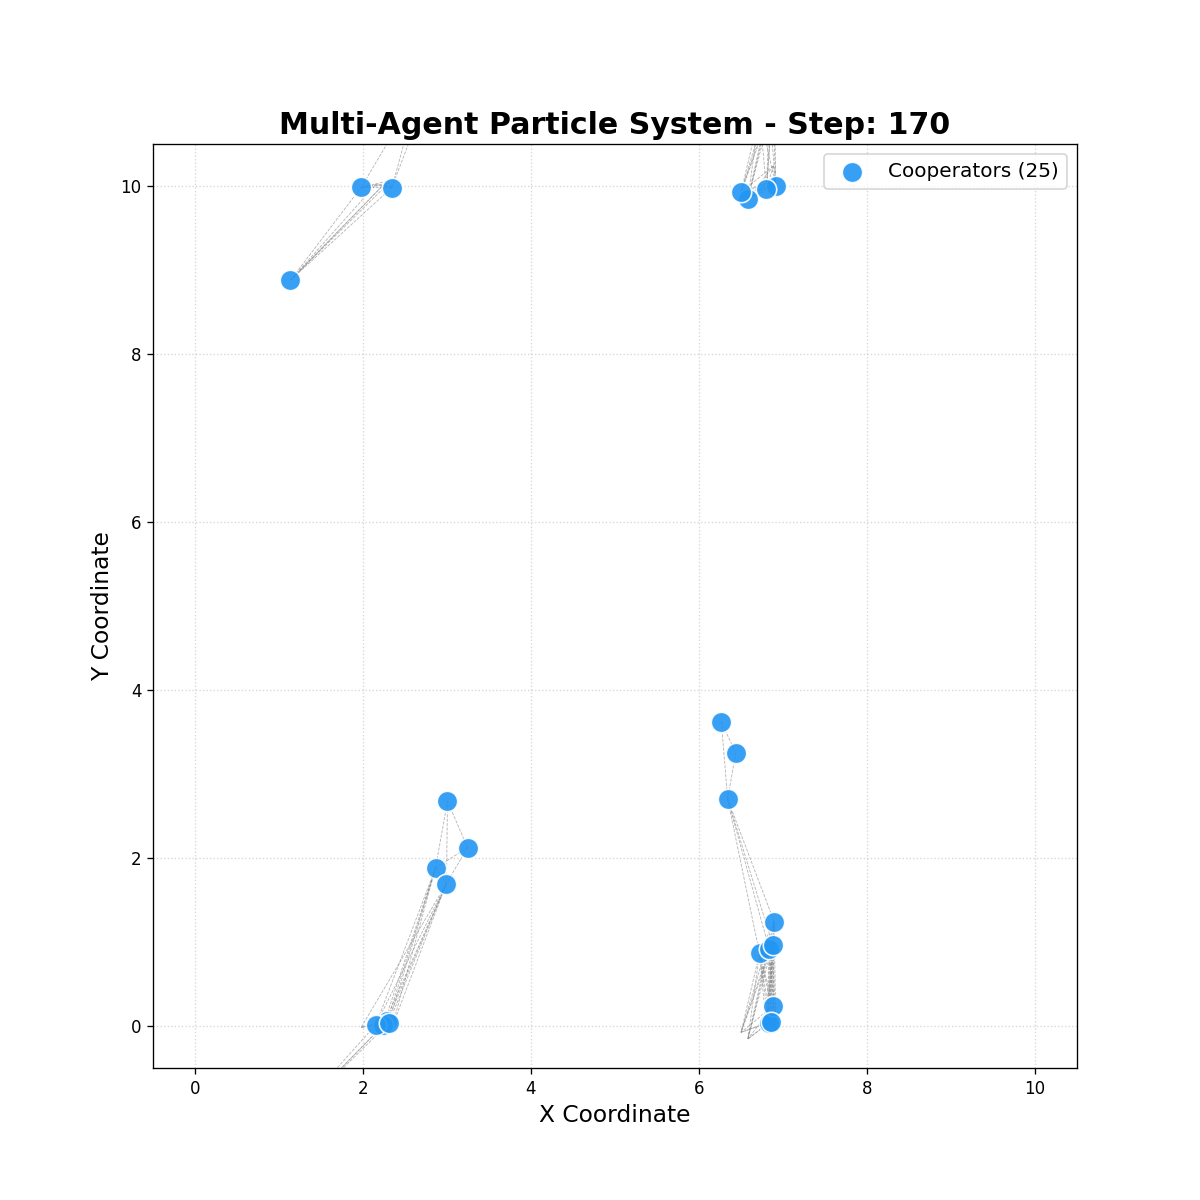 Multi-Agent Particle System - Step: 170
Cooperators (25)
10
8
6
4
2
0
Y Coordinate
0 2 4 6 8 10
X Coordinate